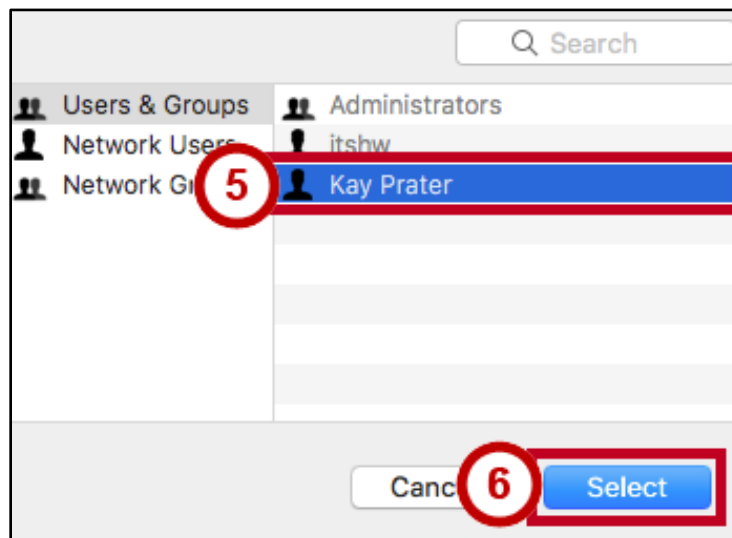 Search
Users & Groups
Administrators
Network Users
itshw
Network Gr
5
Kay Prater
Canc
6
Select